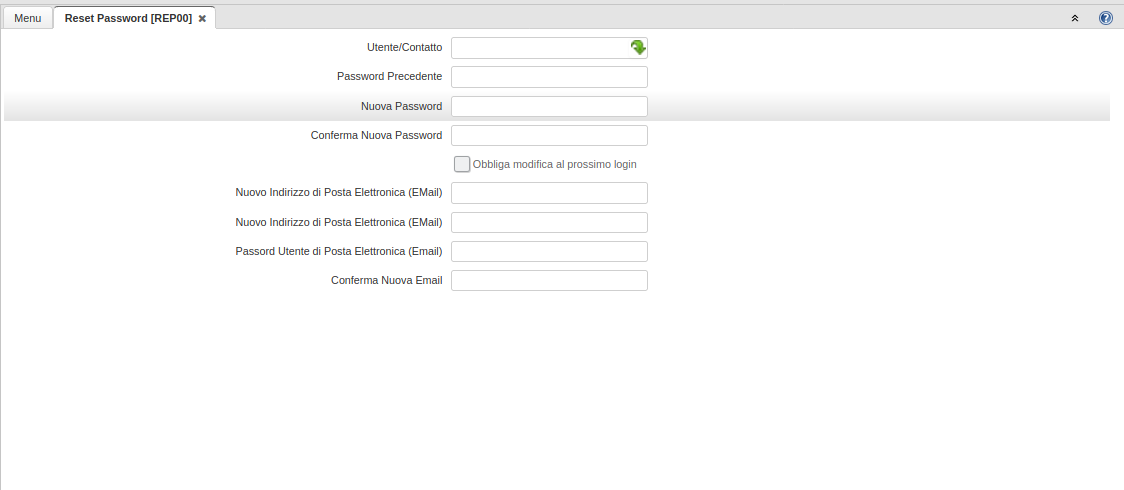 Menu
Reset Password [REP00]
Utente/Contatto
Password Precedente
Nuova Password
Conferma Nuova Password
Obbliga modifica al prossimo login
Nuovo Indirizzo di Posta Elettronica (EMail)
Nuovo Indirizzo di Posta Elettronica (EMail)
Passord Utente di Posta Elettronica (Email)
Conferma Nuova Email